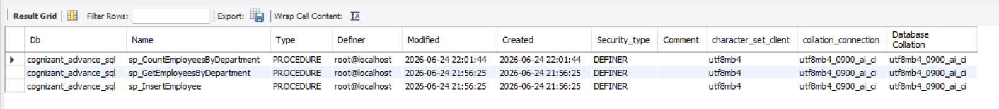 Result Grid Filter Rows: Export: Wrap Cell Content: IA
Db Name Type Definer Modified Created Security_type Comment character_set_client collation_connection Database Collation
cognizant_advance_sql sp_CountEmployeesByDepartment PROCEDURE root@localhost 2026-06-24 22:01:44 2026-06-24 22:01:44 DEFINER utf8mb4 utf8mb4_0900_ai_ci utf8mb4_0900_ai_ci
cognizant_advance_sql sp_GetEmployeesByDepartment PROCEDURE root@localhost 2026-06-24 21:56:25 2026-06-24 21:56:25 DEFINER utf8mb4 utf8mb4_0900_ai_ci utf8mb4_0900_ai_ci
cognizant_advance_sql sp_InsertEmployee PROCEDURE root@localhost 2026-06-24 21:56:25 2026-06-24 21:56:25 DEFINER utf8mb4 utf8mb4_0900_ai_ci utf8mb4_0900_ai_ci